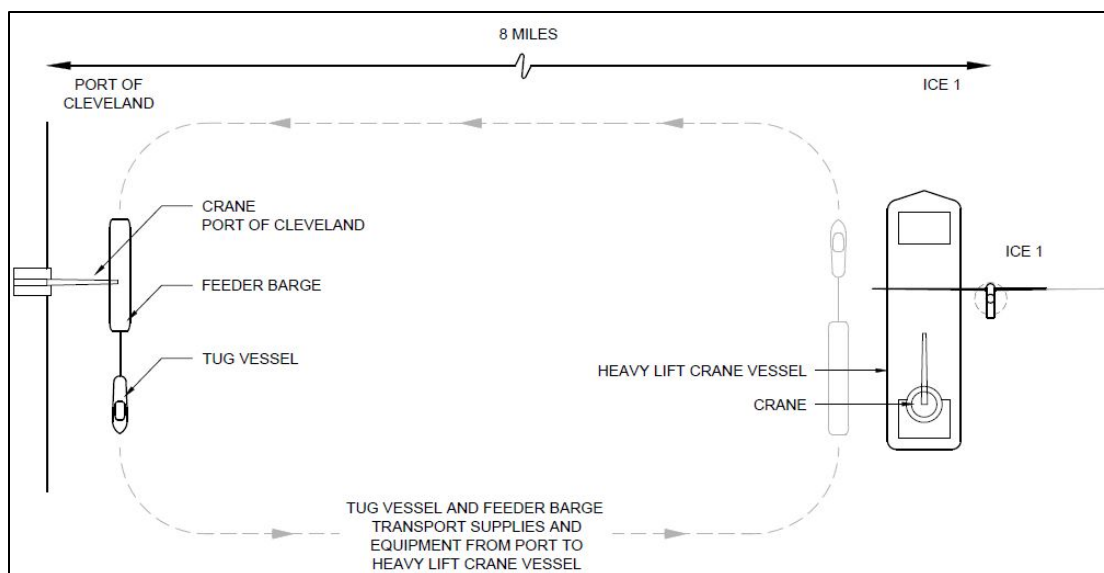 8 MILES
PORT OF
CLEVELAND
ICE 1
CRANE
PORT OF CLEVELAND
ICE 1
FEEDER BARGE
TUG VESSEL
HEAVY LIFT CRANE VESSEL
CRANE
TUG VESSEL AND FEEDER BARGE
TRANSPORT SUPPLIES AND
EQUIPMENT FROM PORT TO
HEAVY LIFT CRANE VESSEL